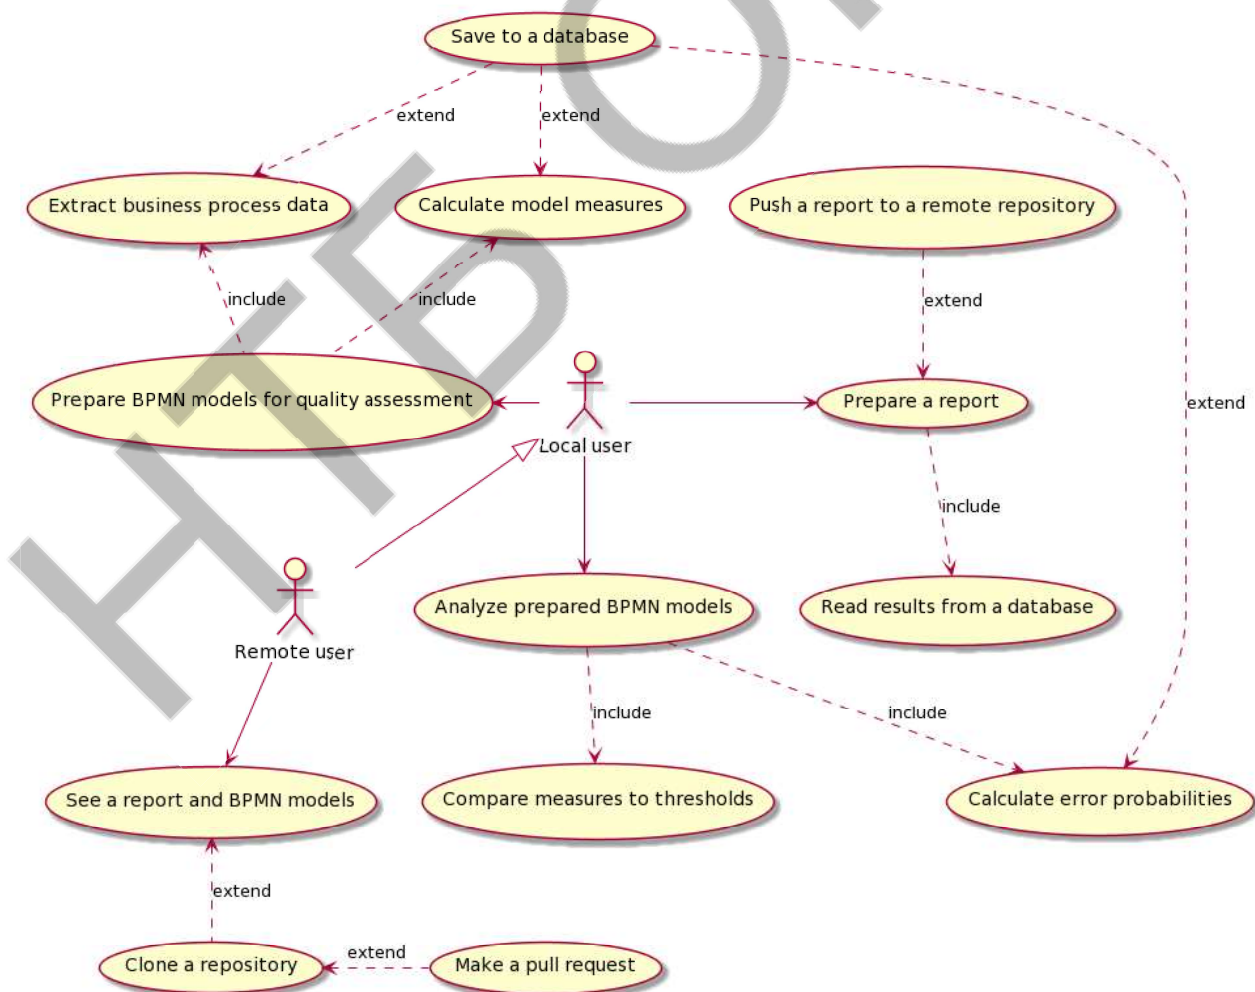 Save to a database
extend
extend
Extract business process data
Calculate model measures
Push a report to a remote repository
include
include
extend
Prepare BPMN models for quality assessment
Prepare a report
extend
Local user
include
Analyze prepared BPMN models
Read results from a database
Remote user
include
include
See a report and BPMN models
Compare measures to thresholds
Calculate error probabilities
extend
Clone a repository
extend
Make a pull request
HTB